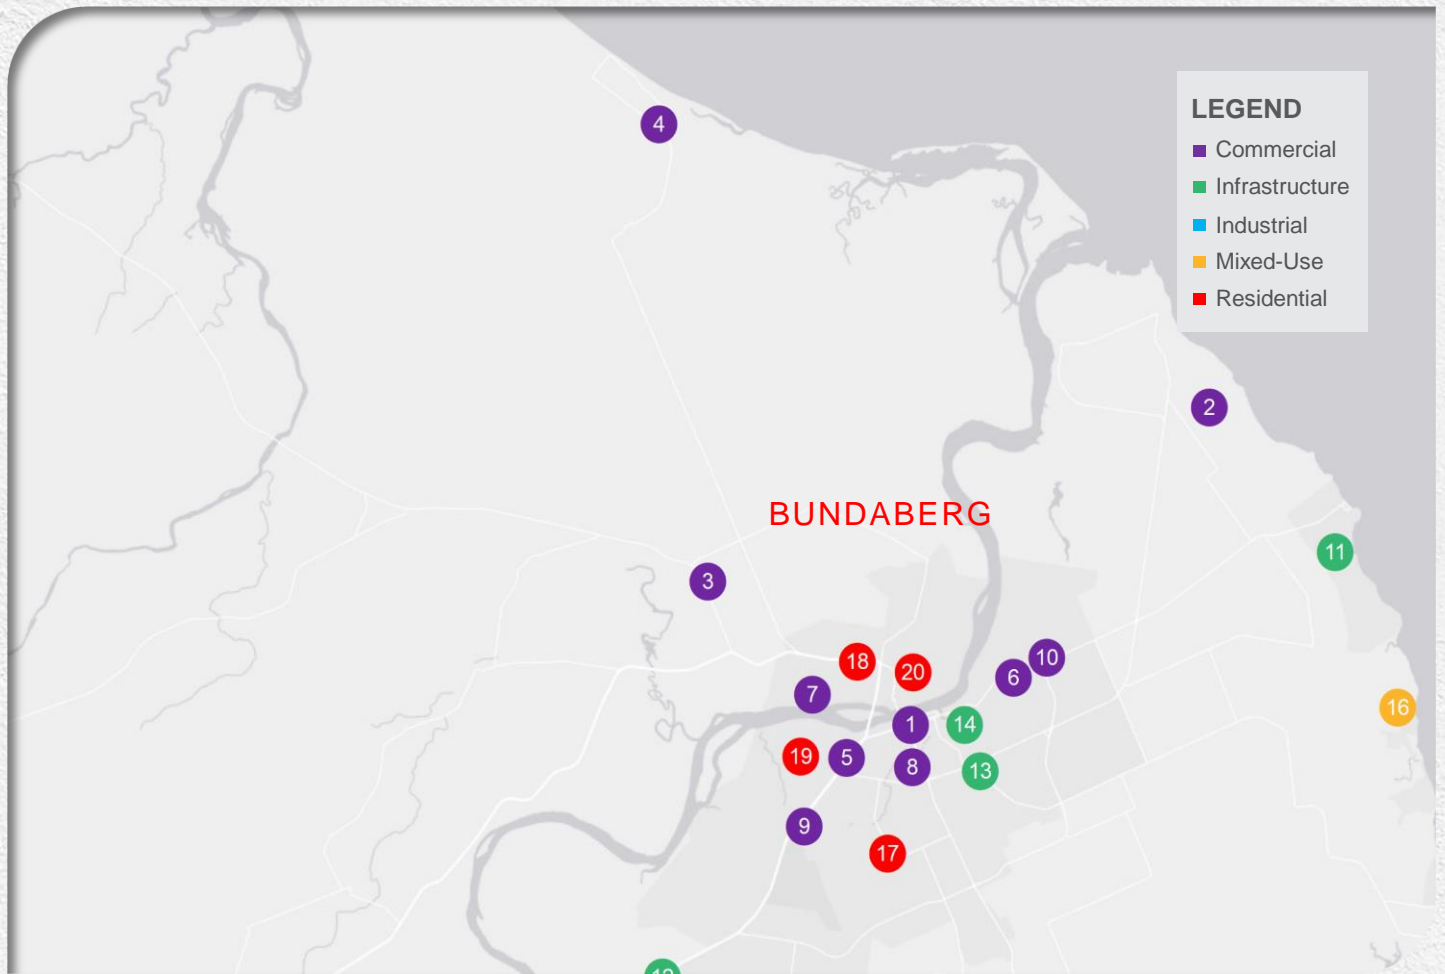 LEGEND
Commercial
Infrastructure
Industrial
Mixed-Use
Residential
4
2
BUNDABERG
11
3
18
10
20
6
7
16
1
14
19
5
8
13
9
17